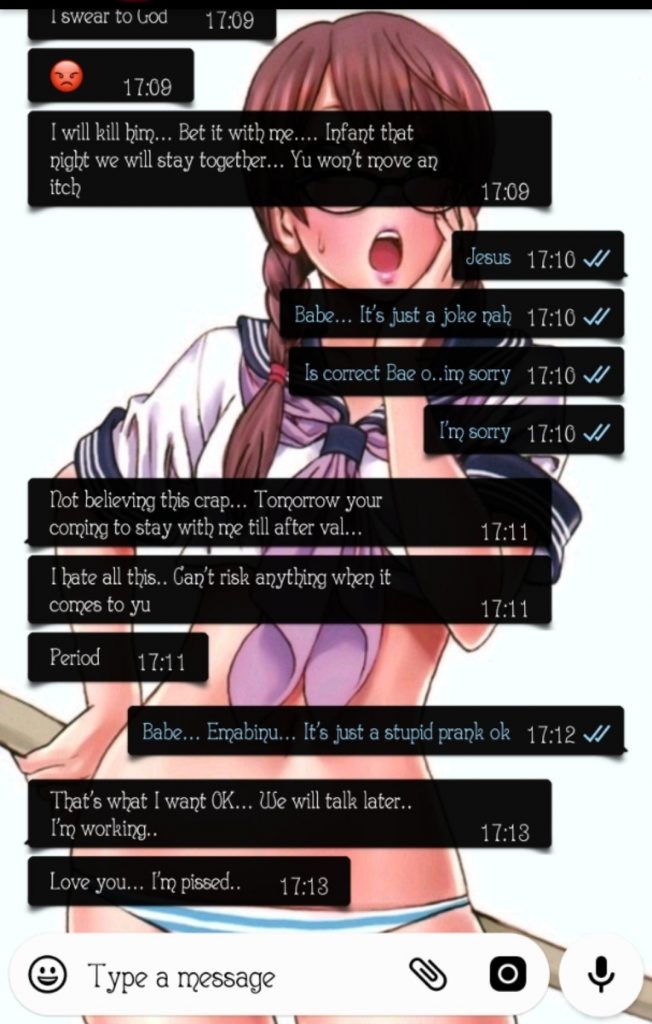 I swear to God 17:09
😡 17:09
I will kill him... Bet it with me.... Infant that
night we will stay together... Yu won't move an
itch 17:09
Jesus 17:10
Babe... It's just a joke nah 17:10
Is correct Bae o..im sorry 17:10
I'm sorry 17:10
Not believing this crap... Tomorrow your
coming to stay with me till after val... 17:11
I hate all this.. Can't risk anything when it
comes to yu 17:11
Period 17:11
Babe... Emabinu... It's just a stupid prank ok 17:12
That's what I want OK... We will talk later..
I'm working.. 17:13
Love you... I'm pissed.. 17:13
Type a message